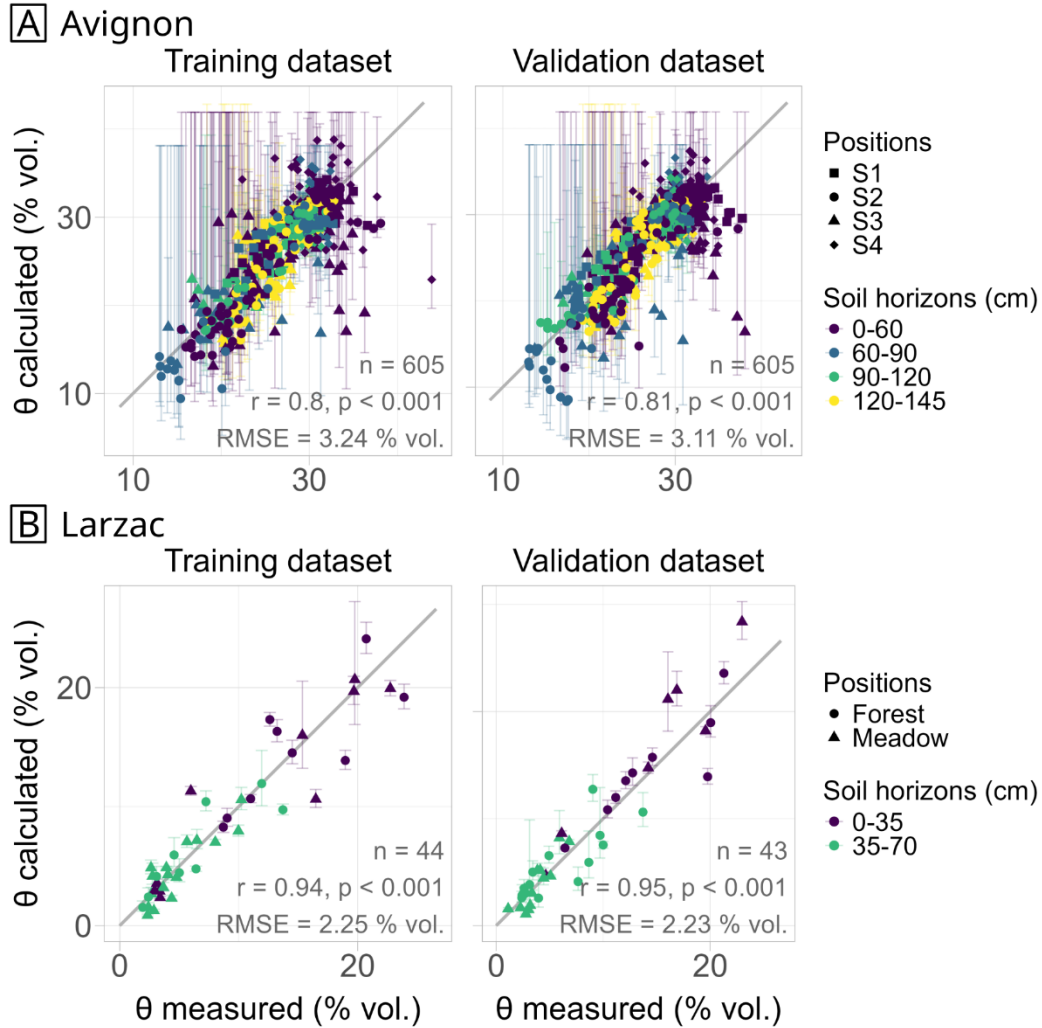 A Avignon
Training dataset
Validation dataset
θ calculated (% vol.)
30
10
n = 605
r = 0.8, p < 0.001
RMSE = 3.24 % vol.
n = 605
r = 0.81, p < 0.001
RMSE = 3.11 % vol.
10
30
10
30
Positions
S1
S2
S3
S4
Soil horizons (cm)
0-60
60-90
90-120
120-145
B Larzac
Training dataset
Validation dataset
θ calculated (% vol.)
20
0
n = 44
r = 0.94, p < 0.001
RMSE = 2.25 % vol.
n = 43
r = 0.95, p < 0.001
RMSE = 2.23 % vol.
0
20
0
20
θ measured (% vol.)
θ measured (% vol.)
Positions
Forest
Meadow
Soil horizons (cm)
0-35
35-70